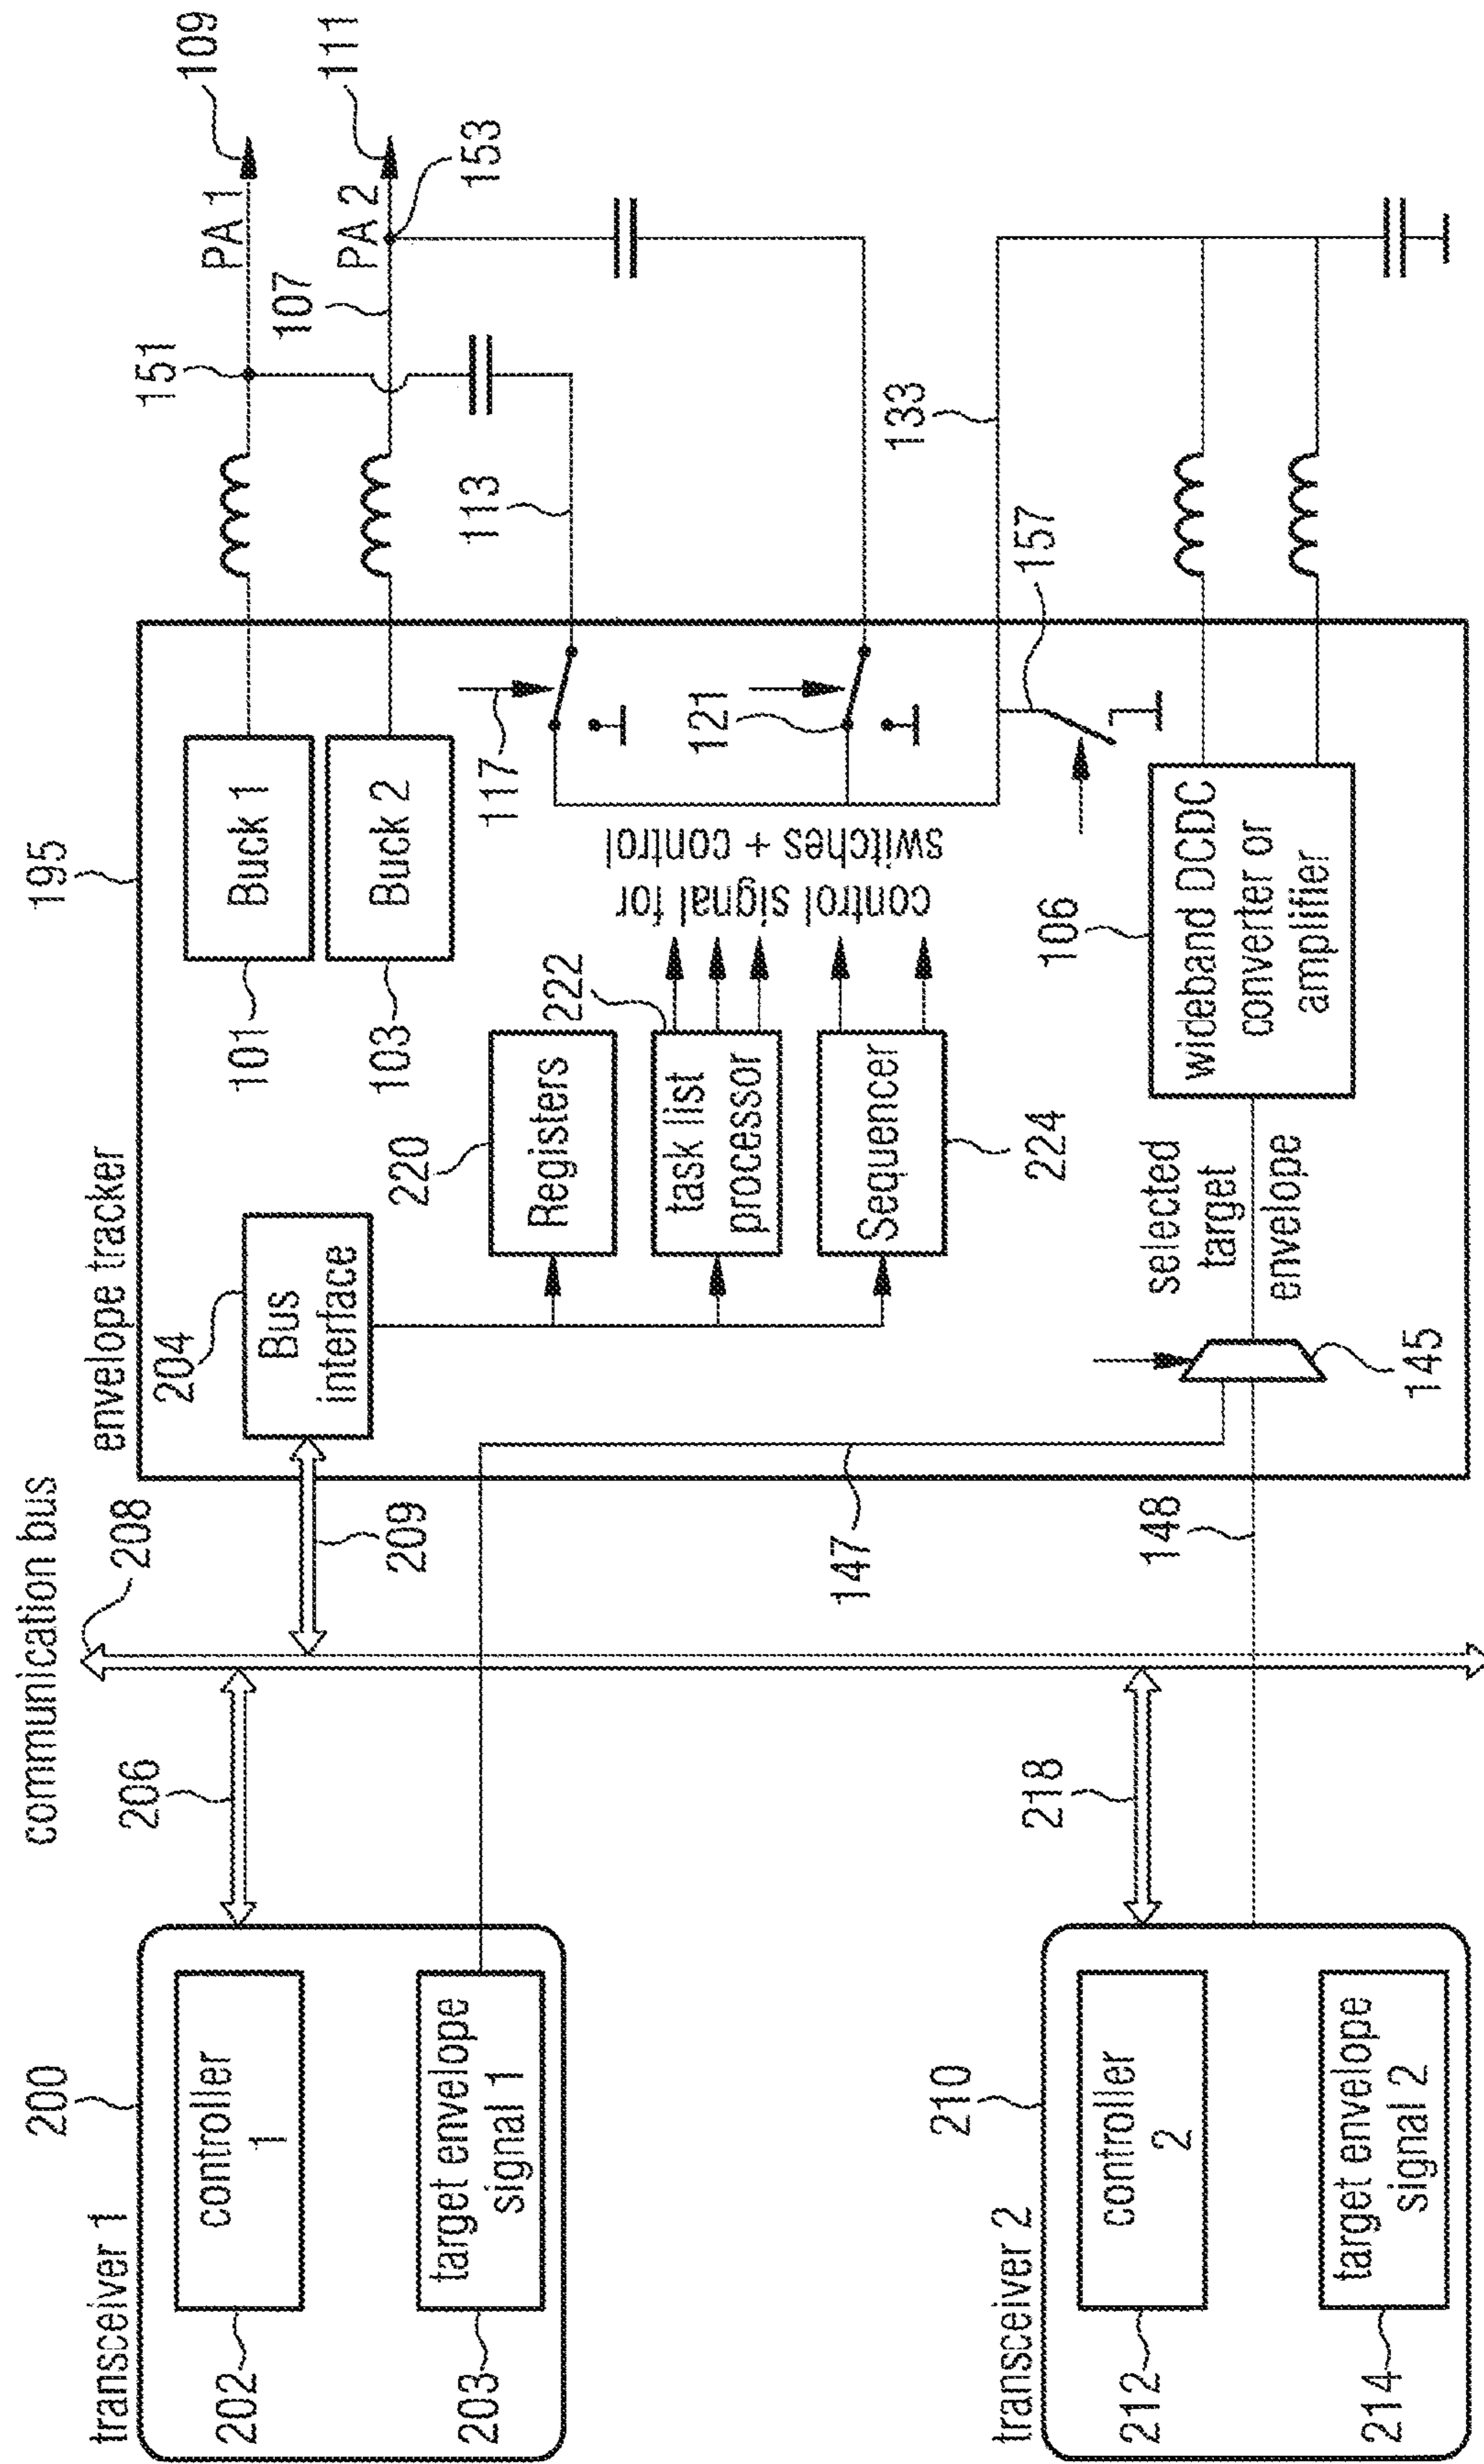 communication bus
208
transceiver 1
200
202
controller
1
203
target envelope
signal 1
206
209
transceiver 2
210
212
controller
2
214
target envelope
signal 2
218
147
148
envelope tracker
195
204
Bus
interface
101
Buck 1
103
Buck 2
220
Registers
222
task list
processor
Sequencer
224
control signal for
switches + control
117
121
157
selected
target
envelope
145
106
wideband DCDC
converter or
amplifier
151
PA 1
109
107
PA 2
111
153
113
133